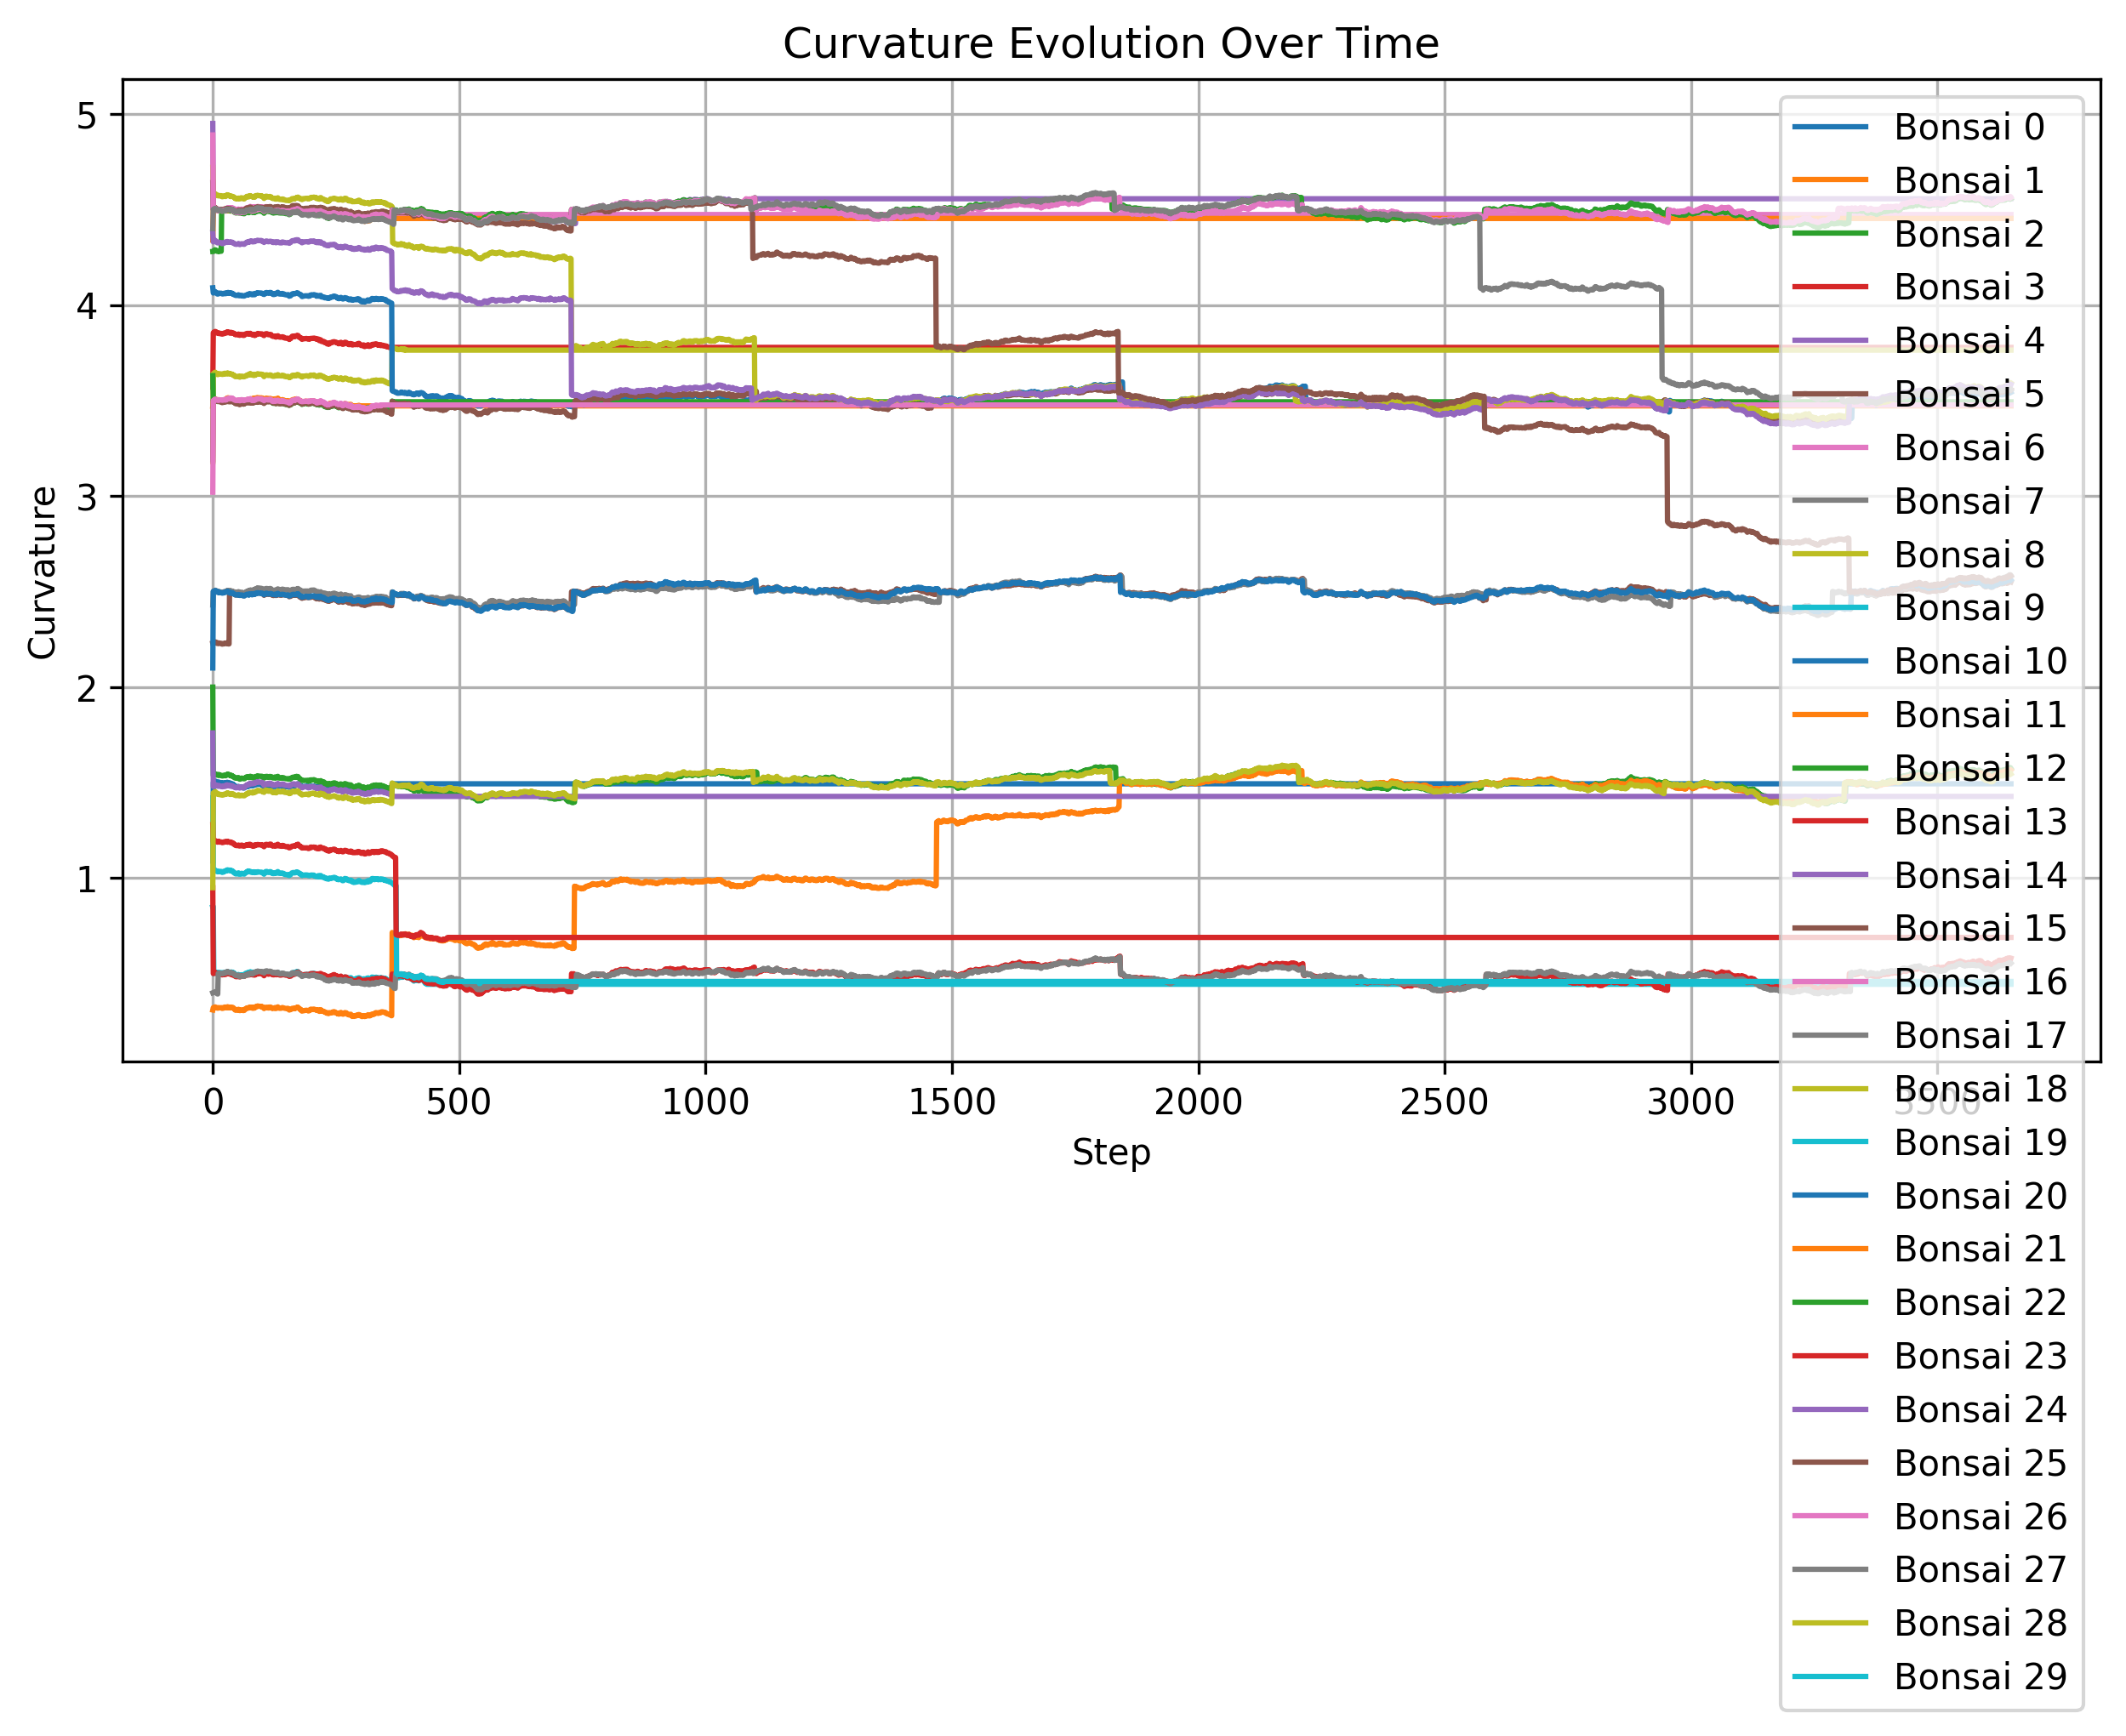 Curvature Evolution Over Time
Curvature
5
4
3
2
1
0
500
1000
1500
2000
2500
3000
3500
Step
Bonsai 0
Bonsai 1
Bonsai 2
Bonsai 3
Bonsai 4
Bonsai 5
Bonsai 6
Bonsai 7
Bonsai 8
Bonsai 9
Bonsai 10
Bonsai 11
Bonsai 12
Bonsai 13
Bonsai 14
Bonsai 15
Bonsai 16
Bonsai 17
Bonsai 18
Bonsai 19
Bonsai 20
Bonsai 21
Bonsai 22
Bonsai 23
Bonsai 24
Bonsai 25
Bonsai 26
Bonsai 27
Bonsai 28
Bonsai 29